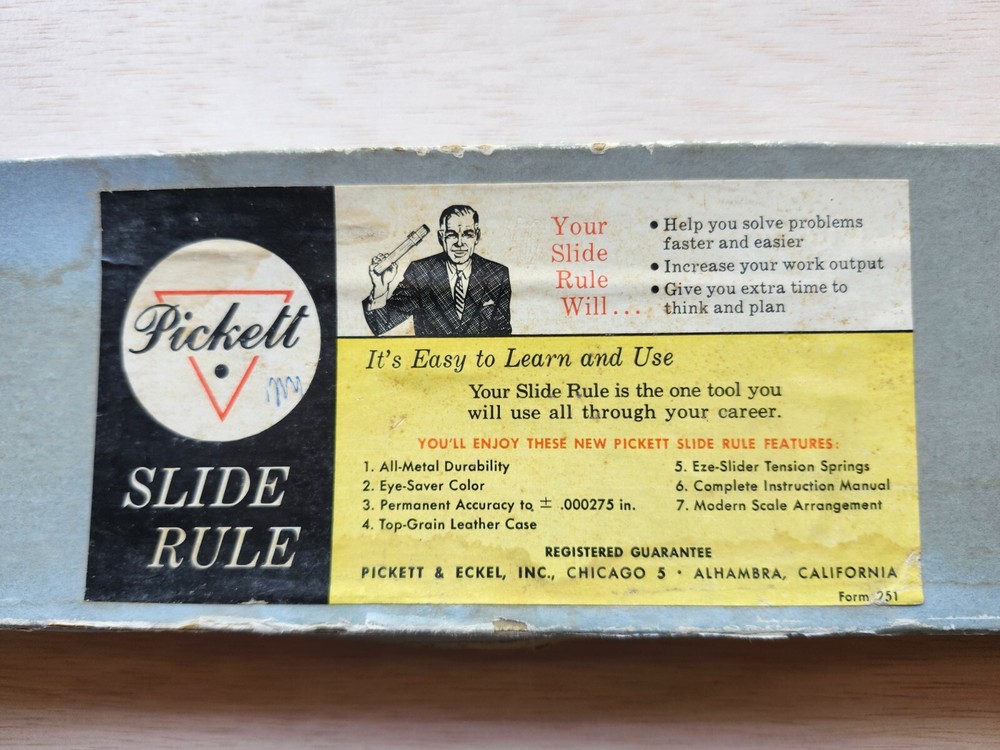 Pickett
SLIDE
RULE
Your
Slide
Rule
Will...
• Help you solve problems
faster and easier
• Increase your work output
• Give you extra time to
think and plan
It's Easy to Learn and Use
Your Slide Rule is the one tool you
will use all through your career.
YOU'LL ENJOY THESE NEW PICKETT SLIDE RULE FEATURES:
1. All-Metal Durability
2. Eye-Saver Color
3. Permanent Accuracy to ± .000275 in.
4. Top-Grain Leather Case
5. Eze-Slider Tension Springs
6. Complete Instruction Manual
7. Modern Scale Arrangement
REGISTERED GUARANTEE
PICKETT & ECKEL, INC., CHICAGO 5 · ALHAMBRA, CALIFORNIA
Form 251